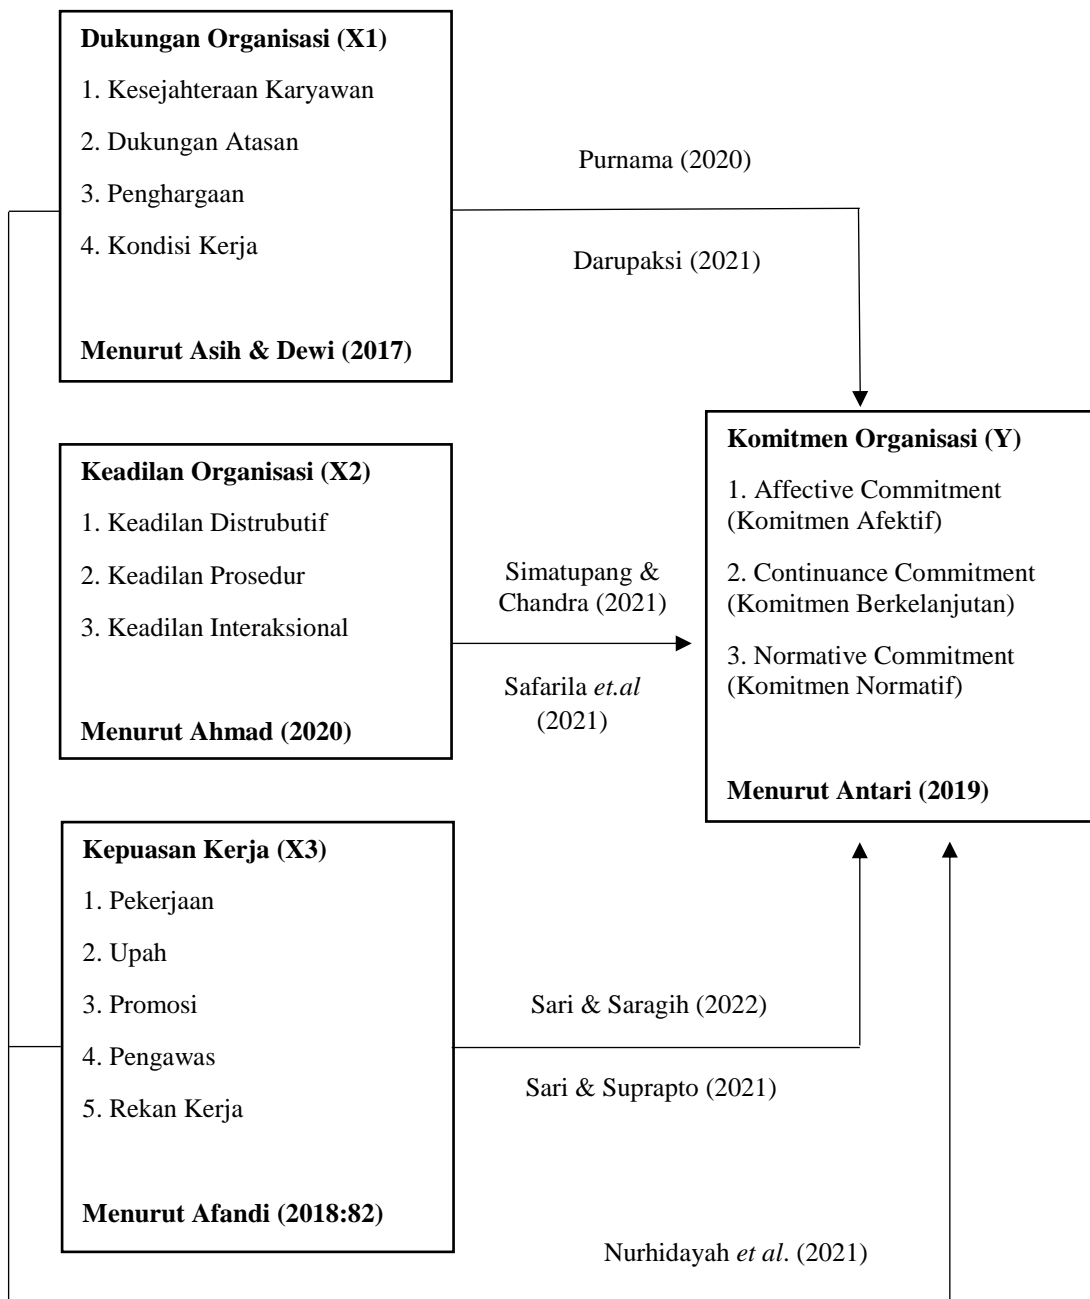 Dukungan Organisasi (X1)
1. Kesejahteraan Karyawan
2. Dukungan Atasan
3. Penghargaan
4. Kondisi Kerja
Menurut Asih & Dewi (2017)
Purnama (2020)
Darupaksi (2021)
Keadilan Organisasi (X2)
1. Keadilan Distrubutif
2. Keadilan Prosedur
3. Keadilan Interaksional
Menurut Ahmad (2020)
Simatupang &
Chandra (2021)
Safarila et.al
(2021)
Komitmen Organisasi (Y)
1. Affective Commitment
(Komitmen Afektif)
2. Continuance Commitment
(Komitmen Berkelanjutan)
3. Normative Commitment
(Komitmen Normatif)
Menurut Antari (2019)
Kepuasan Kerja (X3)
1. Pekerjaan
2. Upah
3. Promosi
4. Pengawas
5. Rekan Kerja
Menurut Afandi (2018:82)
Sari & Saragih (2022)
Sari & Suprapto (2021)
Nurhidayah et al. (2021)